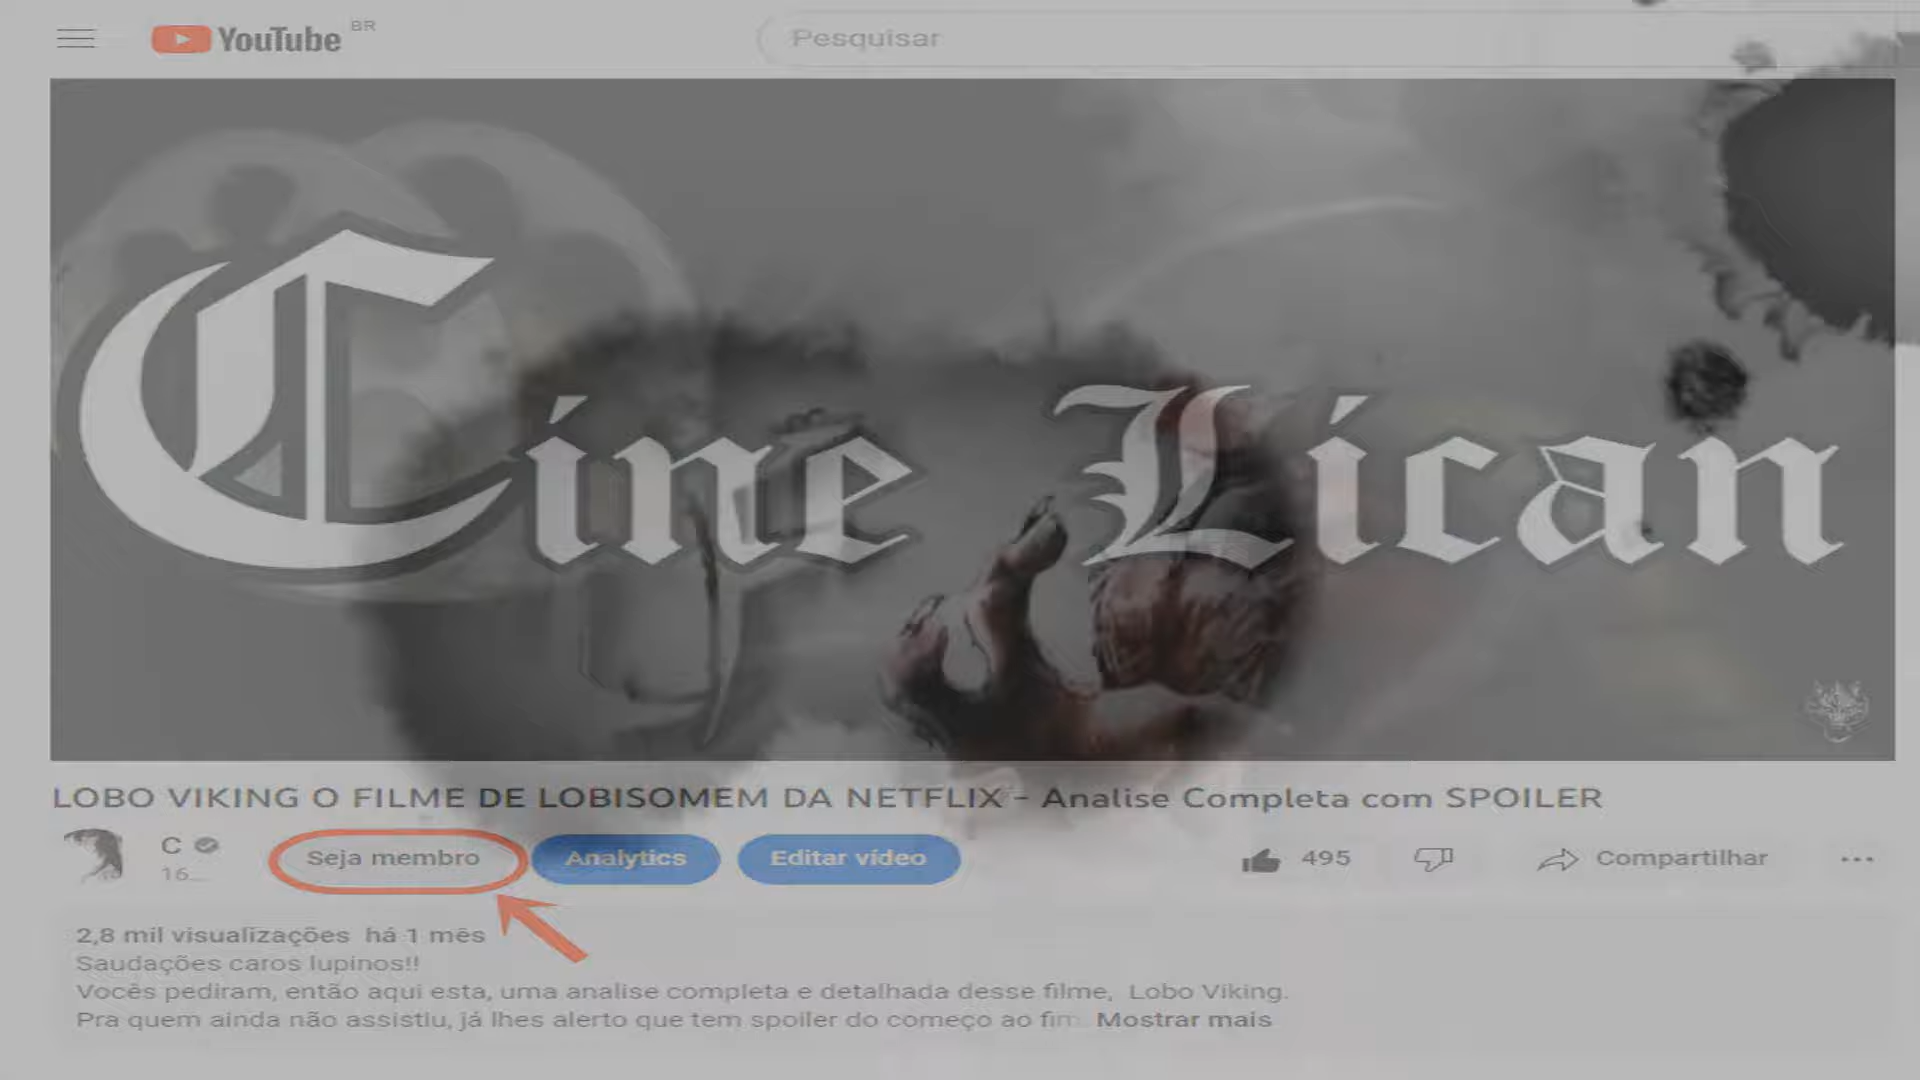 YouTube BR
Pesquisar
Cine Lican
LOBO VIKING O FILME DE LOBISOMEM DA NETFLIX - Analise Completa com SPOILER
C
16...
Seja membro
Analytics
Editar vídeo
495
Compartilhar
2,8 mil visualizações há 1 mês
Saudações caros lupinos!!
Vocês pediram, então aqui esta, uma analise completa e detalhada desse filme, Lobo Viking.
Pra quem ainda não assistiu, já lhes alerto que tem spoiler do começo ao fim Mostrar mais